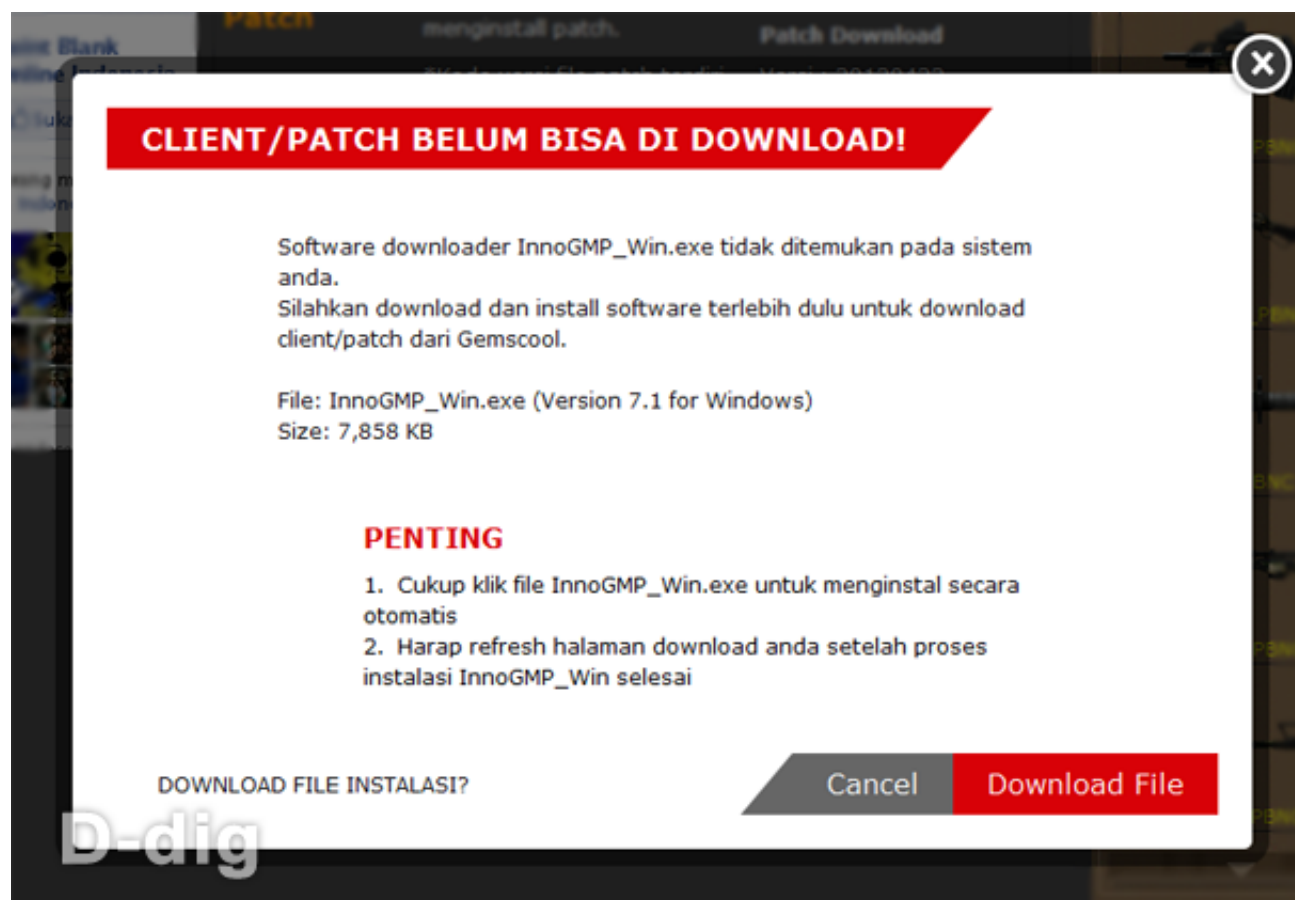 Patch
menginstall patch.
Patch Download
Blank
CLIENT/PATCH BELUM BISA DI DOWNLOAD!
Software downloader InnoGMP_Win.exe tidak ditemukan pada sistem
anda.
Silahkan download dan install software terlebih dulu untuk download
client/patch dari Gemscool.
File: InnoGMP_Win.exe (Version 7.1 for Windows)
Size: 7,858 KB
PENTING
1. Cukup klik file InnoGMP_Win.exe untuk menginstal secara
otomatis
2. Harap refresh halaman download anda setelah proses
instalasi InnoGMP_Win selesai
DOWNLOAD FILE INSTALASI?
Cancel
Download File
D-dig